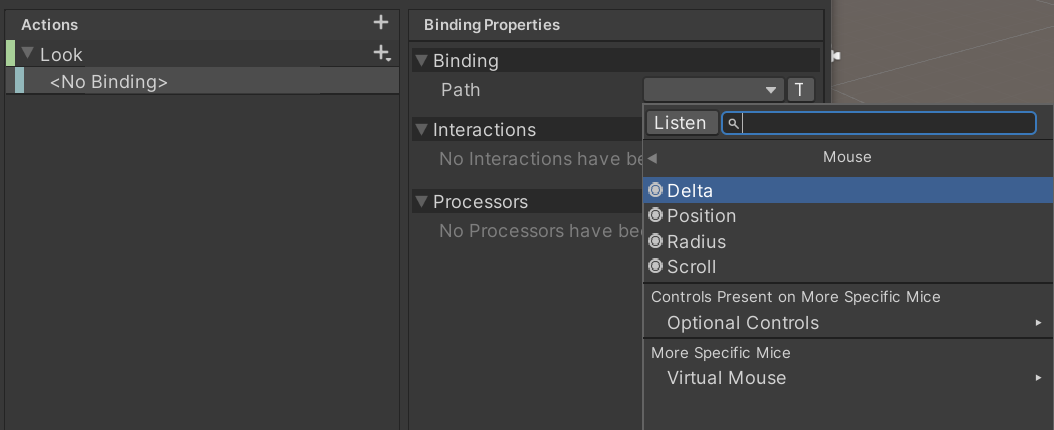 Actions
Look
<No Binding>
Binding Properties
Binding
Path
T
Interactions
No Interactions have be
Processors
No Processors have be
Listen
Mouse
Delta
Position
Radius
Scroll
Controls Present on More Specific Mice
Optional Controls
More Specific Mice
Virtual Mouse